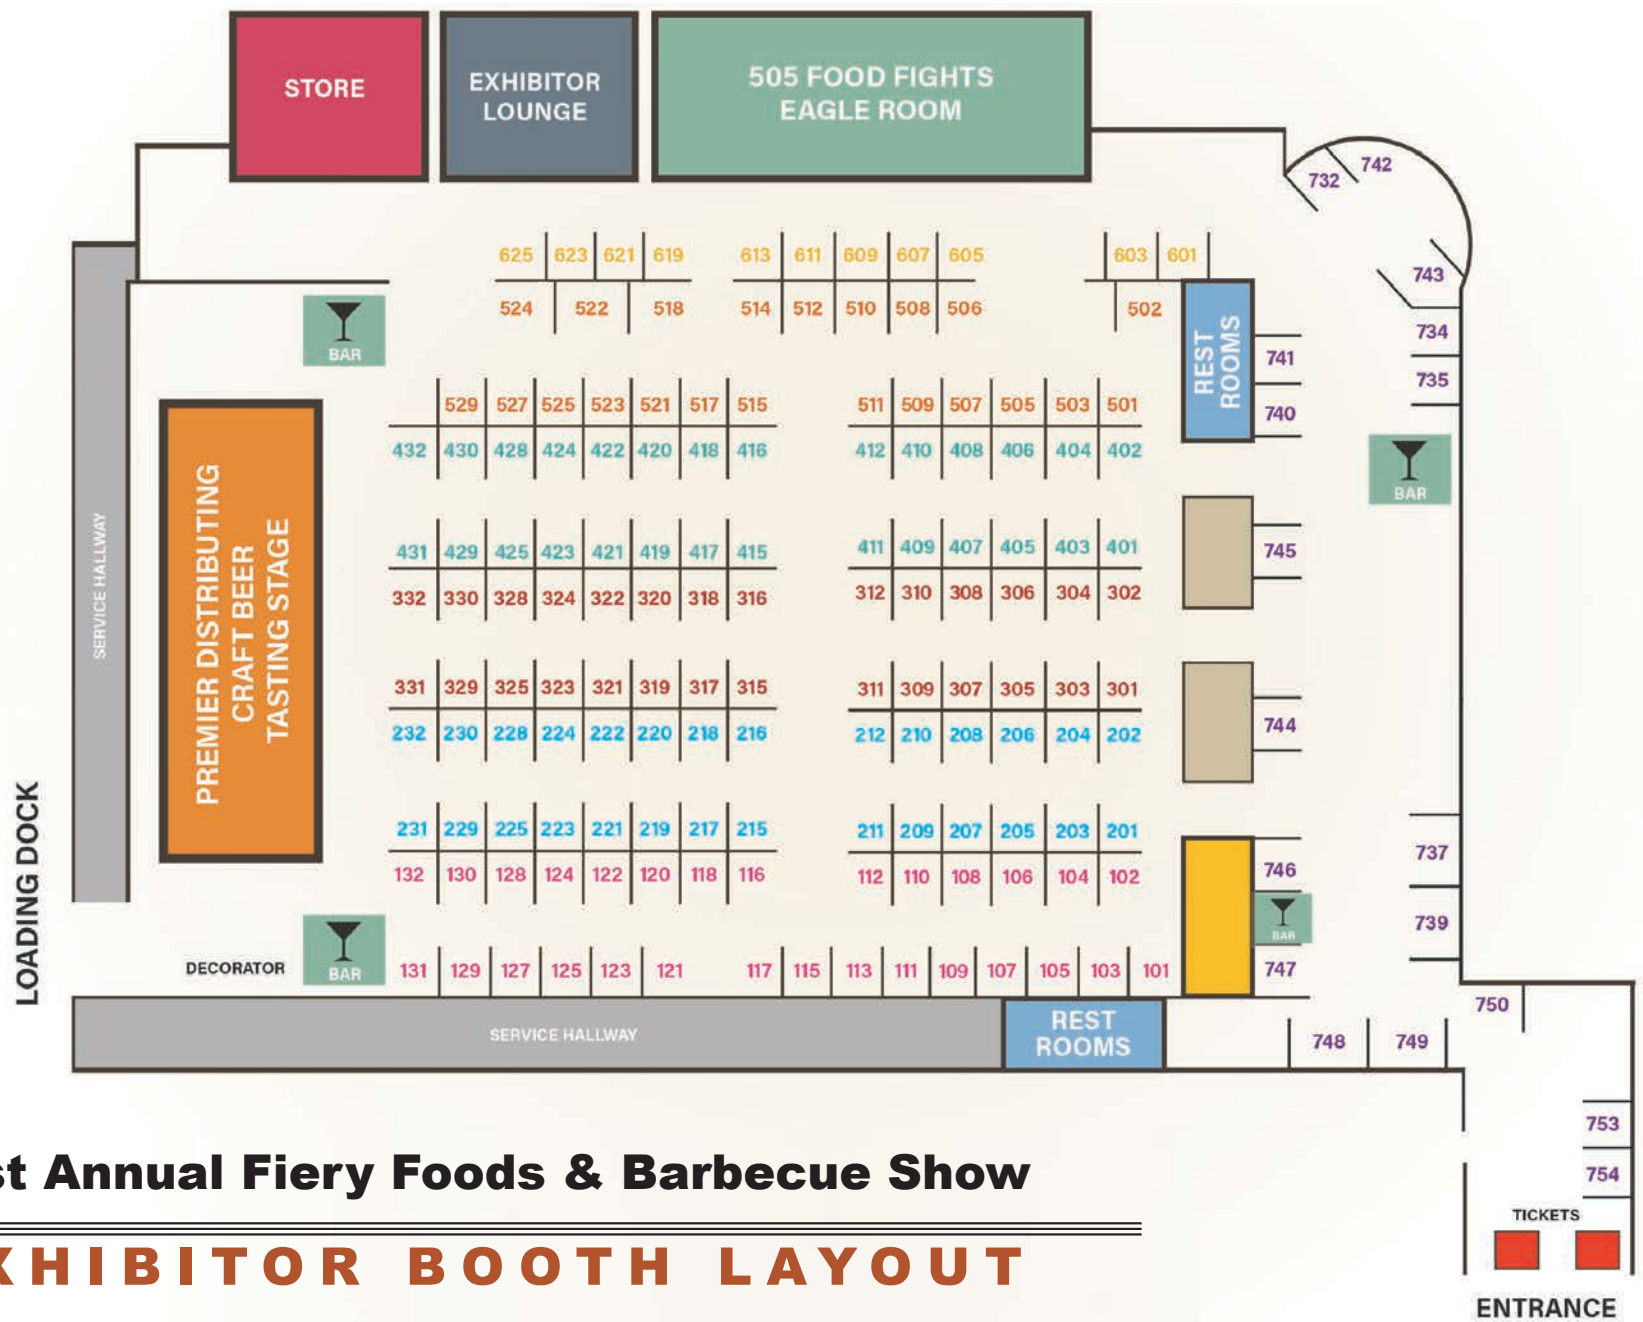 STORE
EXHIBITOR
LOUNGE
505 FOOD FIGHTS
EAGLE ROOM
732 742
625 623 621 619 613 611 609 607 605 603 601
743
524 522 518 514 512 510 508 506 502
BAR
REST
ROOMS
734
741
735
740
529 527 525 523 521 517 515 511 509 507 505 503 501
432 430 428 424 422 420 418 416 412 410 408 406 404 402
BAR
SERVICE HALLWAY
PREMIER DISTRIBUTING
CRAFT BEER
TASTING STAGE
431 429 425 423 421 419 417 415 411 409 407 405 403 401
745
332 330 328 324 322 320 318 316 312 310 308 306 304 302
331 329 325 323 321 319 317 315 311 309 307 305 303 301
744
232 230 228 224 222 220 218 216 212 210 208 206 204 202
231 229 225 223 221 219 217 215 211 209 207 205 203 201
737
132 130 128 124 122 120 118 116 112 110 108 106 104 102
746
LOADING DOCK
BAR
739
DECORATOR
BAR
131 129 127 125 123 121 117 115 113 111 109 107 105 103 101
747
SERVICE HALLWAY
REST
ROOMS
750
748 749
753
754
st Annual Fiery Foods & Barbecue Show
XHIBITOR BOOTH LAYOUT
TICKETS
ENTRANCE